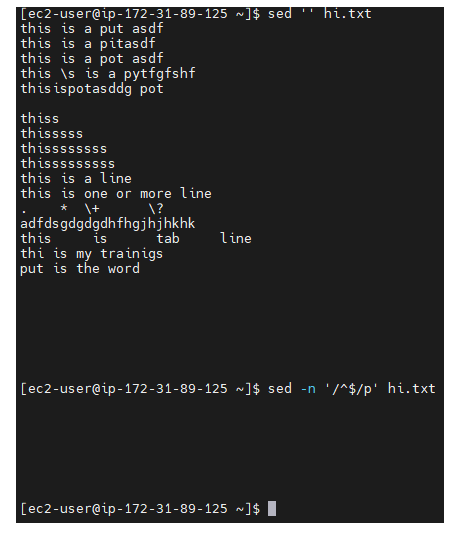 [ec2-user@ip-172-31-89-125 ~]$ sed '' hi.txt
this is a put asdf
this is a pitasdf
this is a pot asdf
this \s is a pytfgfshf
thisispotasddg pot
thiss
thisssss
thissssssss
thisssssssss
this is a line
this is one or more line
.    *  \+      \?
adfdsgdgdgdhfhgjhjhkhk
this     is      tab     line
thi is my trainigs
put is the word
[ec2-user@ip-172-31-89-125 ~]$ sed -n '/^$/p' hi.txt
[ec2-user@ip-172-31-89-125 ~]$